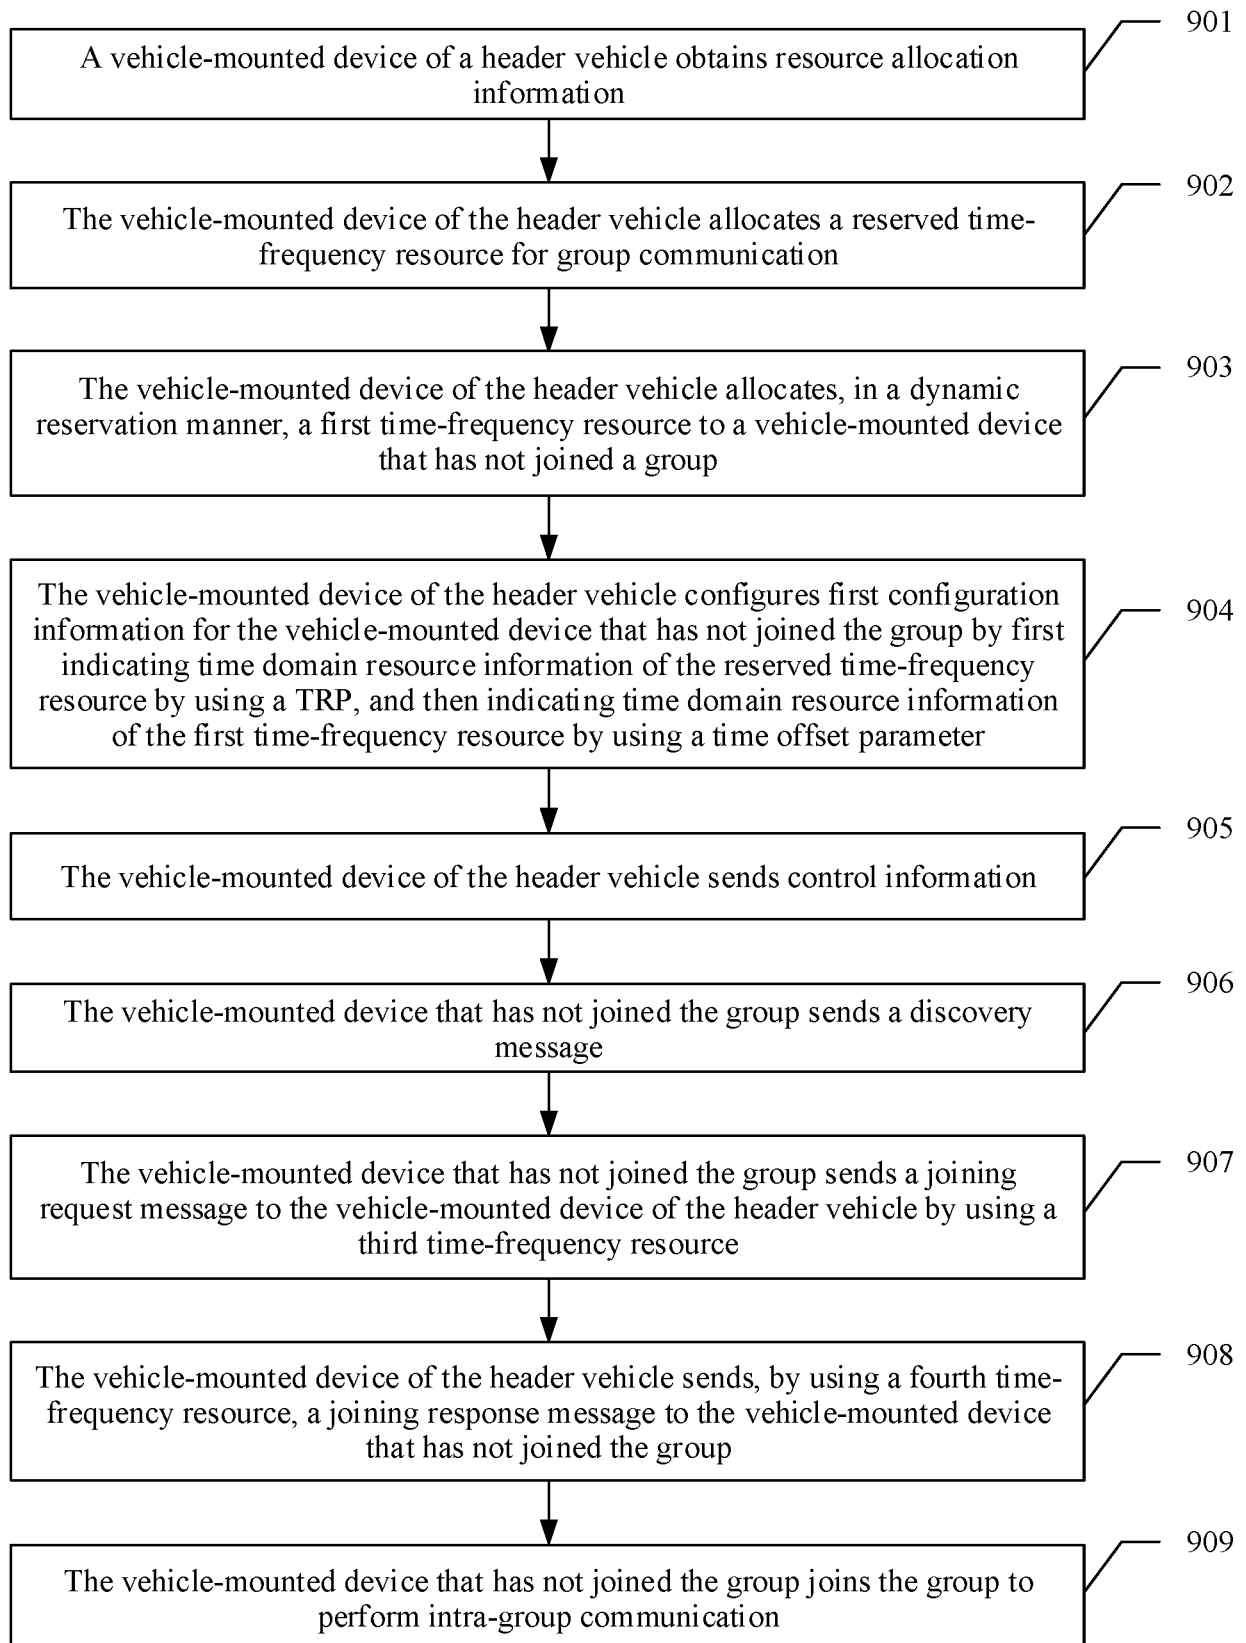 901
A vehicle-mounted device of a header vehicle obtains resource allocation
information
902
The vehicle-mounted device of the header vehicle allocates a reserved time-
frequency resource for group communication
903
The vehicle-mounted device of the header vehicle allocates, in a dynamic
reservation manner, a first time-frequency resource to a vehicle-mounted device
that has not joined a group
904
The vehicle-mounted device of the header vehicle configures first configuration
information for the vehicle-mounted device that has not joined the group by first
indicating time domain resource information of the reserved time-frequency
resource by using a TRP, and then indicating time domain resource information
of the first time-frequency resource by using a time offset parameter
905
The vehicle-mounted device of the header vehicle sends control information
906
The vehicle-mounted device that has not joined the group sends a discovery
message
907
The vehicle-mounted device that has not joined the group sends a joining
request message to the vehicle-mounted device of the header vehicle by using a
third time-frequency resource
908
The vehicle-mounted device of the header vehicle sends, by using a fourth time-
frequency resource, a joining response message to the vehicle-mounted device
that has not joined the group
909
The vehicle-mounted device that has not joined the group joins the group to
perform intra-group communication